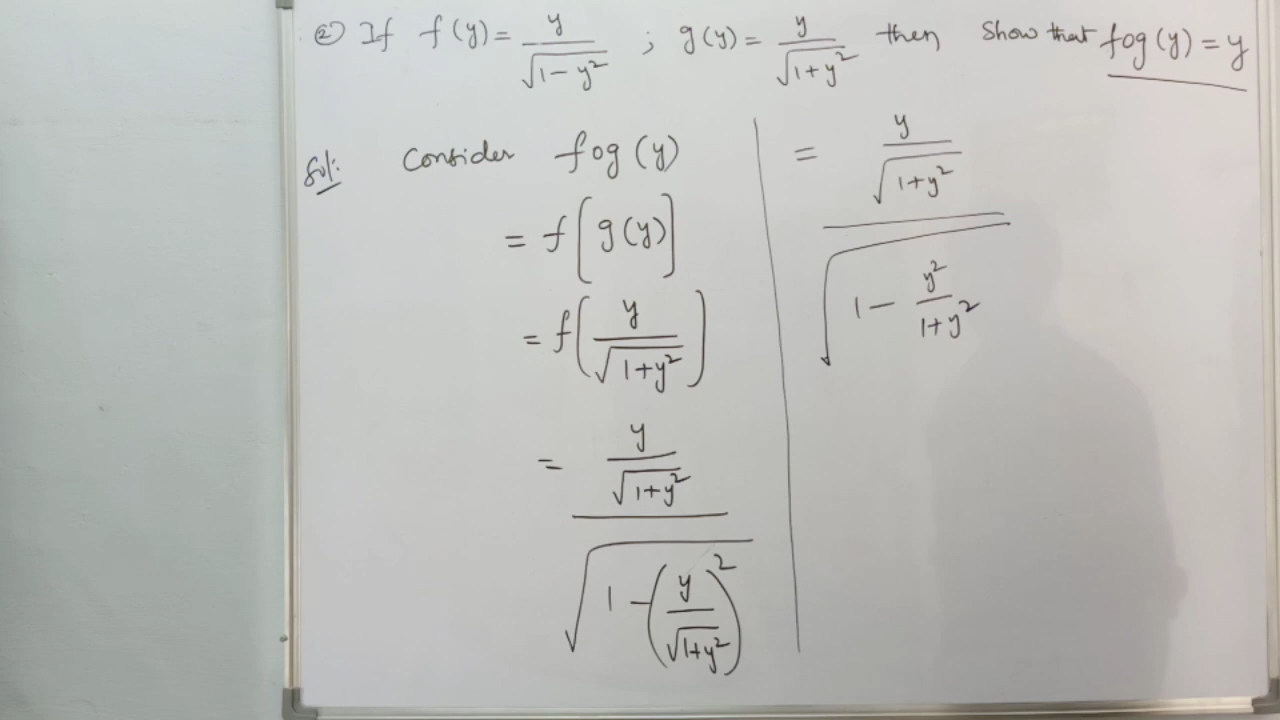 ② If f(y) = y/√(1-y²) ; g(y) = y/√(1+y²) then Show that fog(y) = y
Sol: Consider fog(y)
= f[g(y)]
= f(y/√(1+y²))
= (y/√(1+y²))/√(1-(y/√(1+y²))²)
= (y/√(1+y²))/√(1 - y²/(1+y²))